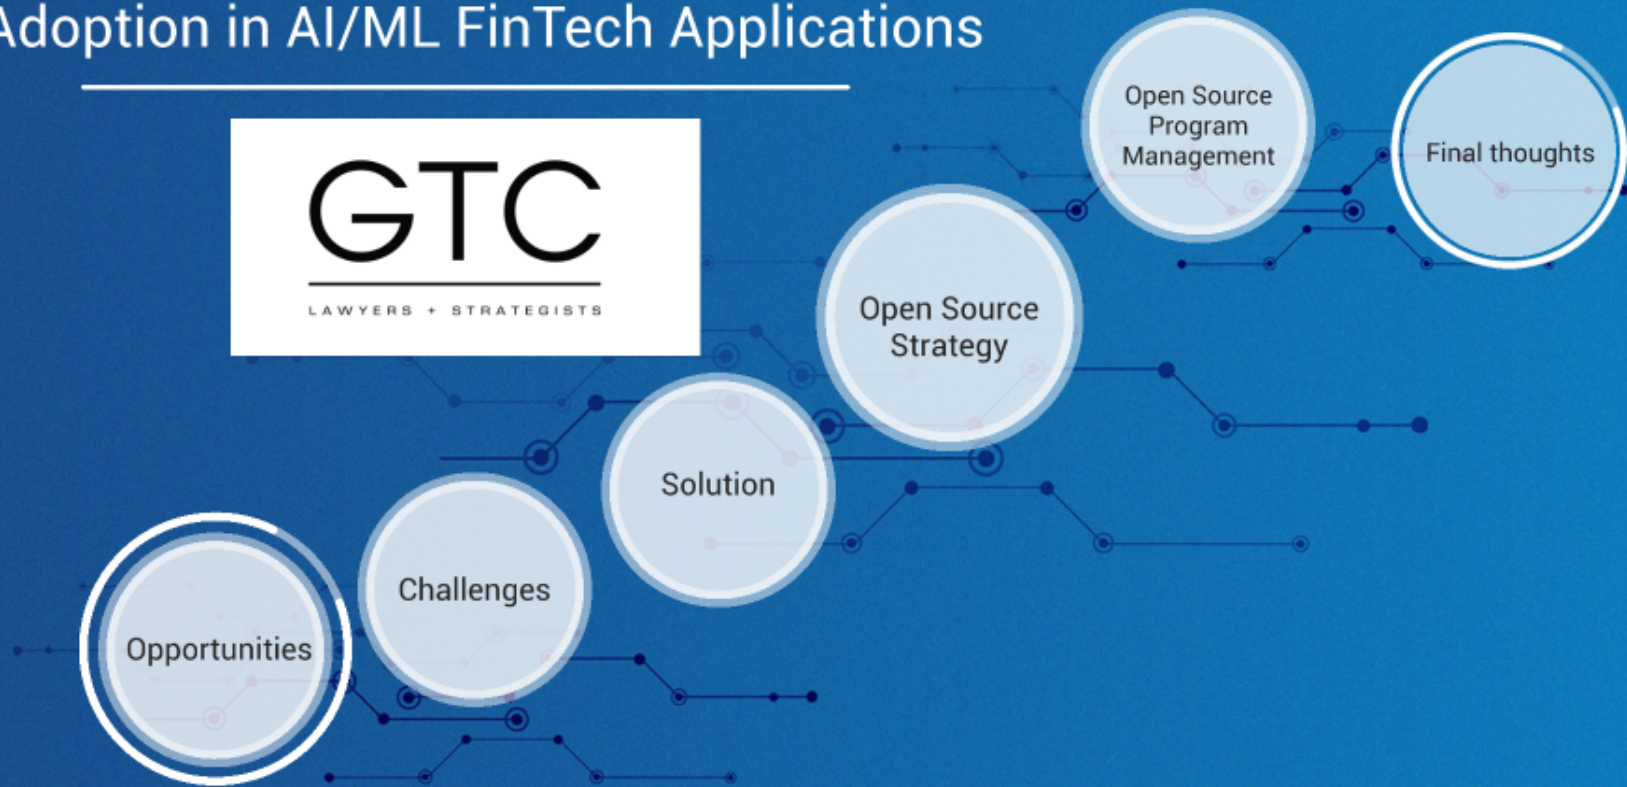 Adoption in AI/ML FinTech Applications
GTC
LAWYERS + STRATEGISTS
Opportunities
Challenges
Solution
Open Source
Strategy
Open Source
Program
Management
Final thoughts